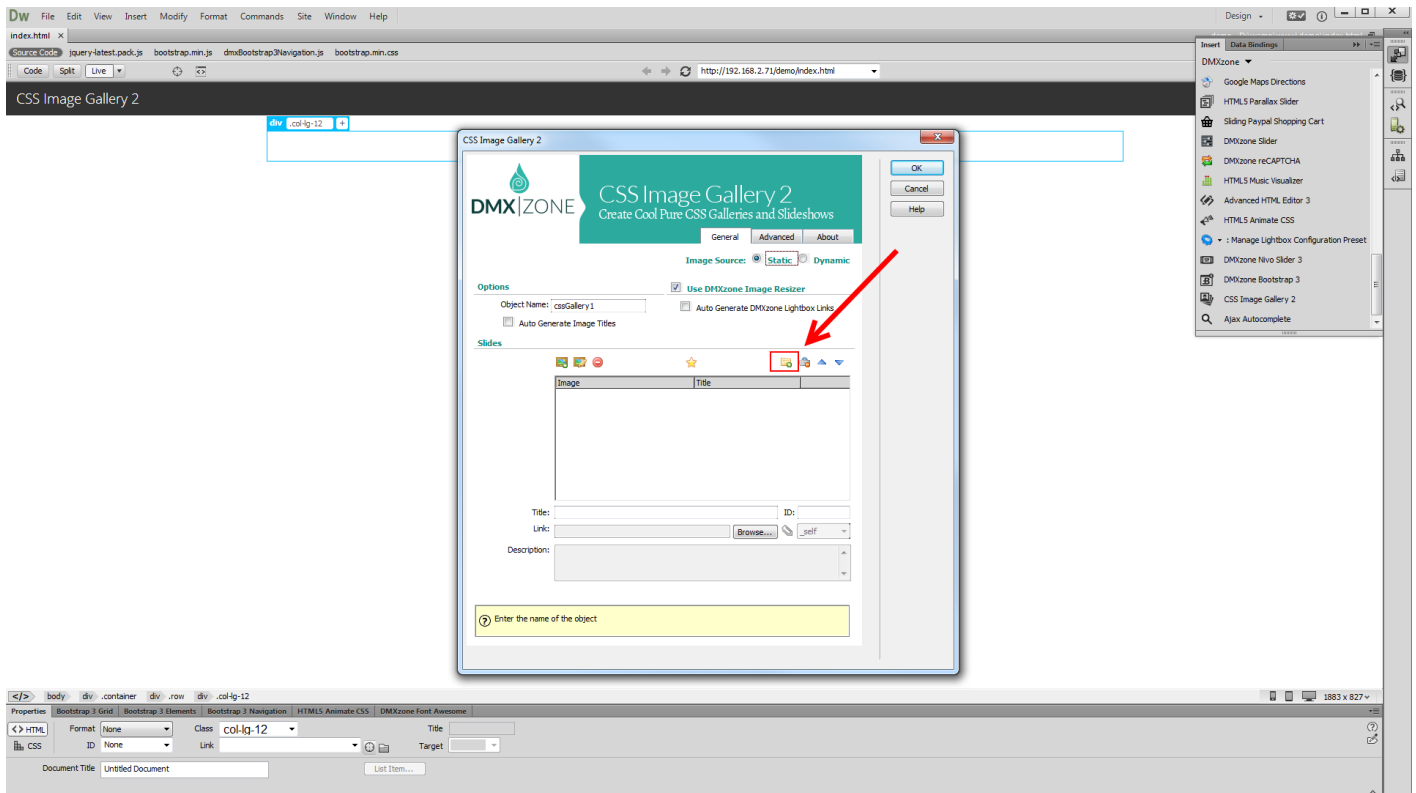 Dw File Edit View Insert Modify Format Commands Site Window Help Design
index.html ×
Source Code jquery-latest.pack.js bootstrap.min.js dmxBootstrap3Navigation.js bootstrap.min.css
Code Split Live http://192.168.2.71/demo/index.html
CSS Image Gallery 2
div .col-lg-12 +
CSS Image Gallery 2
DMX|ZONE
CSS Image Gallery 2
Create Cool Pure CSS Galleries and Slideshows
General Advanced About
OK
Cancel
Help
Image Source: Static Dynamic
Options
Use DMXzone Image Resizer
Object Name: cssGallery1
Auto Generate DMXzone Lightbox Links
Auto Generate Image Titles
Slides
Image Title
Title: ID:
Link: Browse... _self
Description:
Enter the name of the object
Insert Data Bindings
DMXzone
Google Maps Directions
HTML5 Parallax Slider
Sliding Paypal Shopping Cart
DMXzone Slider
DMXzone reCAPTCHA
HTML5 Music Visualizer
Advanced HTML Editor 3
HTML5 Animate CSS
: Manage Lightbox Configuration Preset
DMXzone Nivo Slider 3
DMXzone Bootstrap 3
CSS Image Gallery 2
Ajax Autocomplete
</> body div .container div .row div .col-lg-12 1883 x 827
Properties Bootstrap 3 Grid Bootstrap 3 Elements Bootstrap 3 Navigation HTML5 Animate CSS DMXzone Font Awesome
<> HTML Format None Class col-lg-12 Title
CSS ID None Link Target
Document Title Untitled Document List Item...